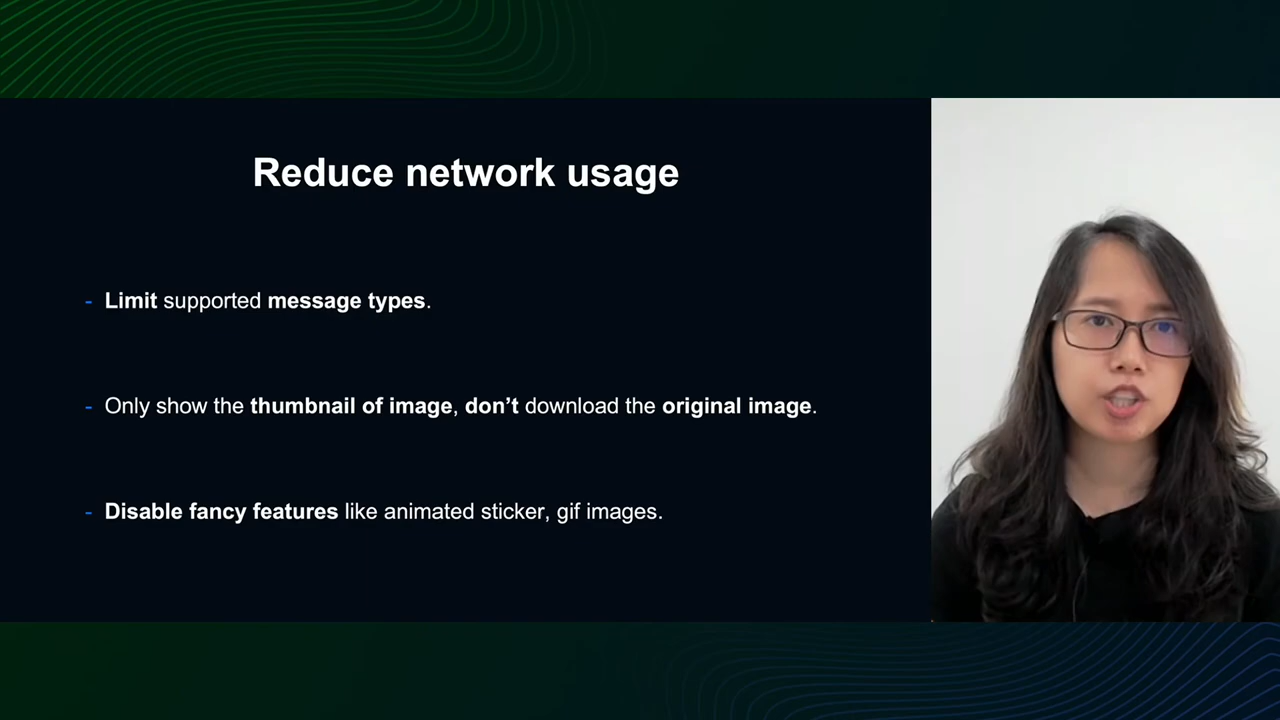 Reduce network usage
- Limit supported message types.
- Only show the thumbnail of image, don’t download the original image.
- Disable fancy features like animated sticker, gif images.